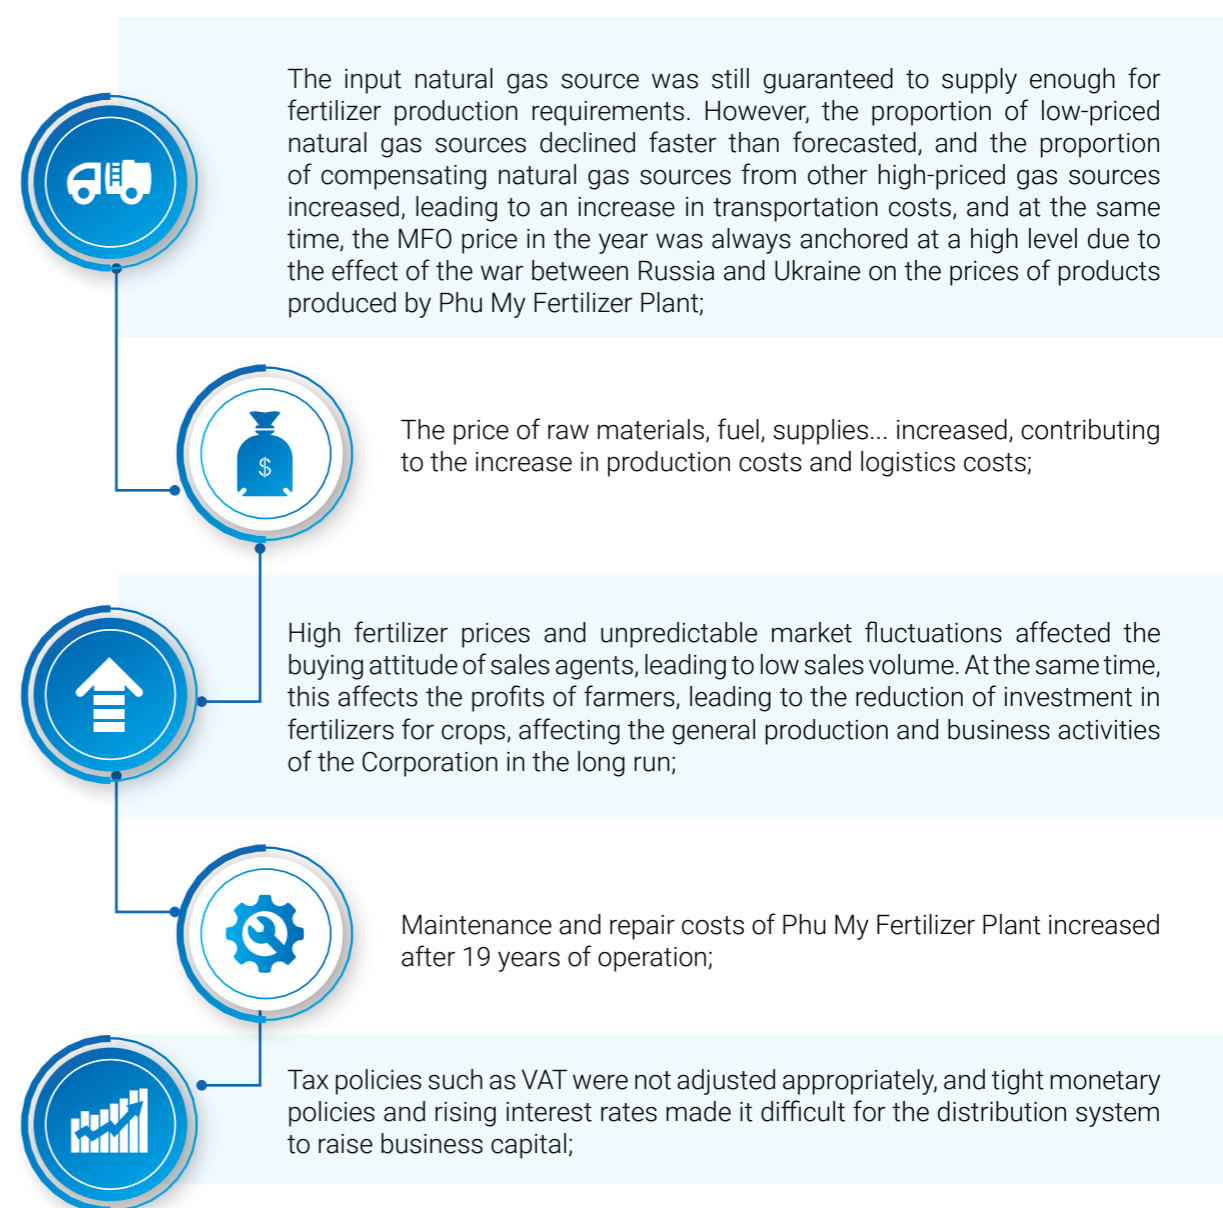 The input natural gas source was still guaranteed to supply enough for
fertilizer production requirements. However, the proportion of low-priced
natural gas sources declined faster than forecasted, and the proportion
of compensating natural gas sources from other high-priced gas sources
increased, leading to an increase in transportation costs, and at the same
time, the MFO price in the year was always anchored at a high level due to
the effect of the war between Russia and Ukraine on the prices of products
produced by Phu My Fertilizer Plant;
$
The price of raw materials, fuel, supplies... increased, contributing
to the increase in production costs and logistics costs;
High fertilizer prices and unpredictable market fluctuations affected the
buying attitude of sales agents, leading to low sales volume. At the same time,
this affects the profits of farmers, leading to the reduction of investment in
fertilizers for crops, affecting the general production and business activities
of the Corporation in the long run;
Maintenance and repair costs of Phu My Fertilizer Plant increased
after 19 years of operation;
Tax policies such as VAT were not adjusted appropriately, and tight monetary
policies and rising interest rates made it difficult for the distribution system
to raise business capital;